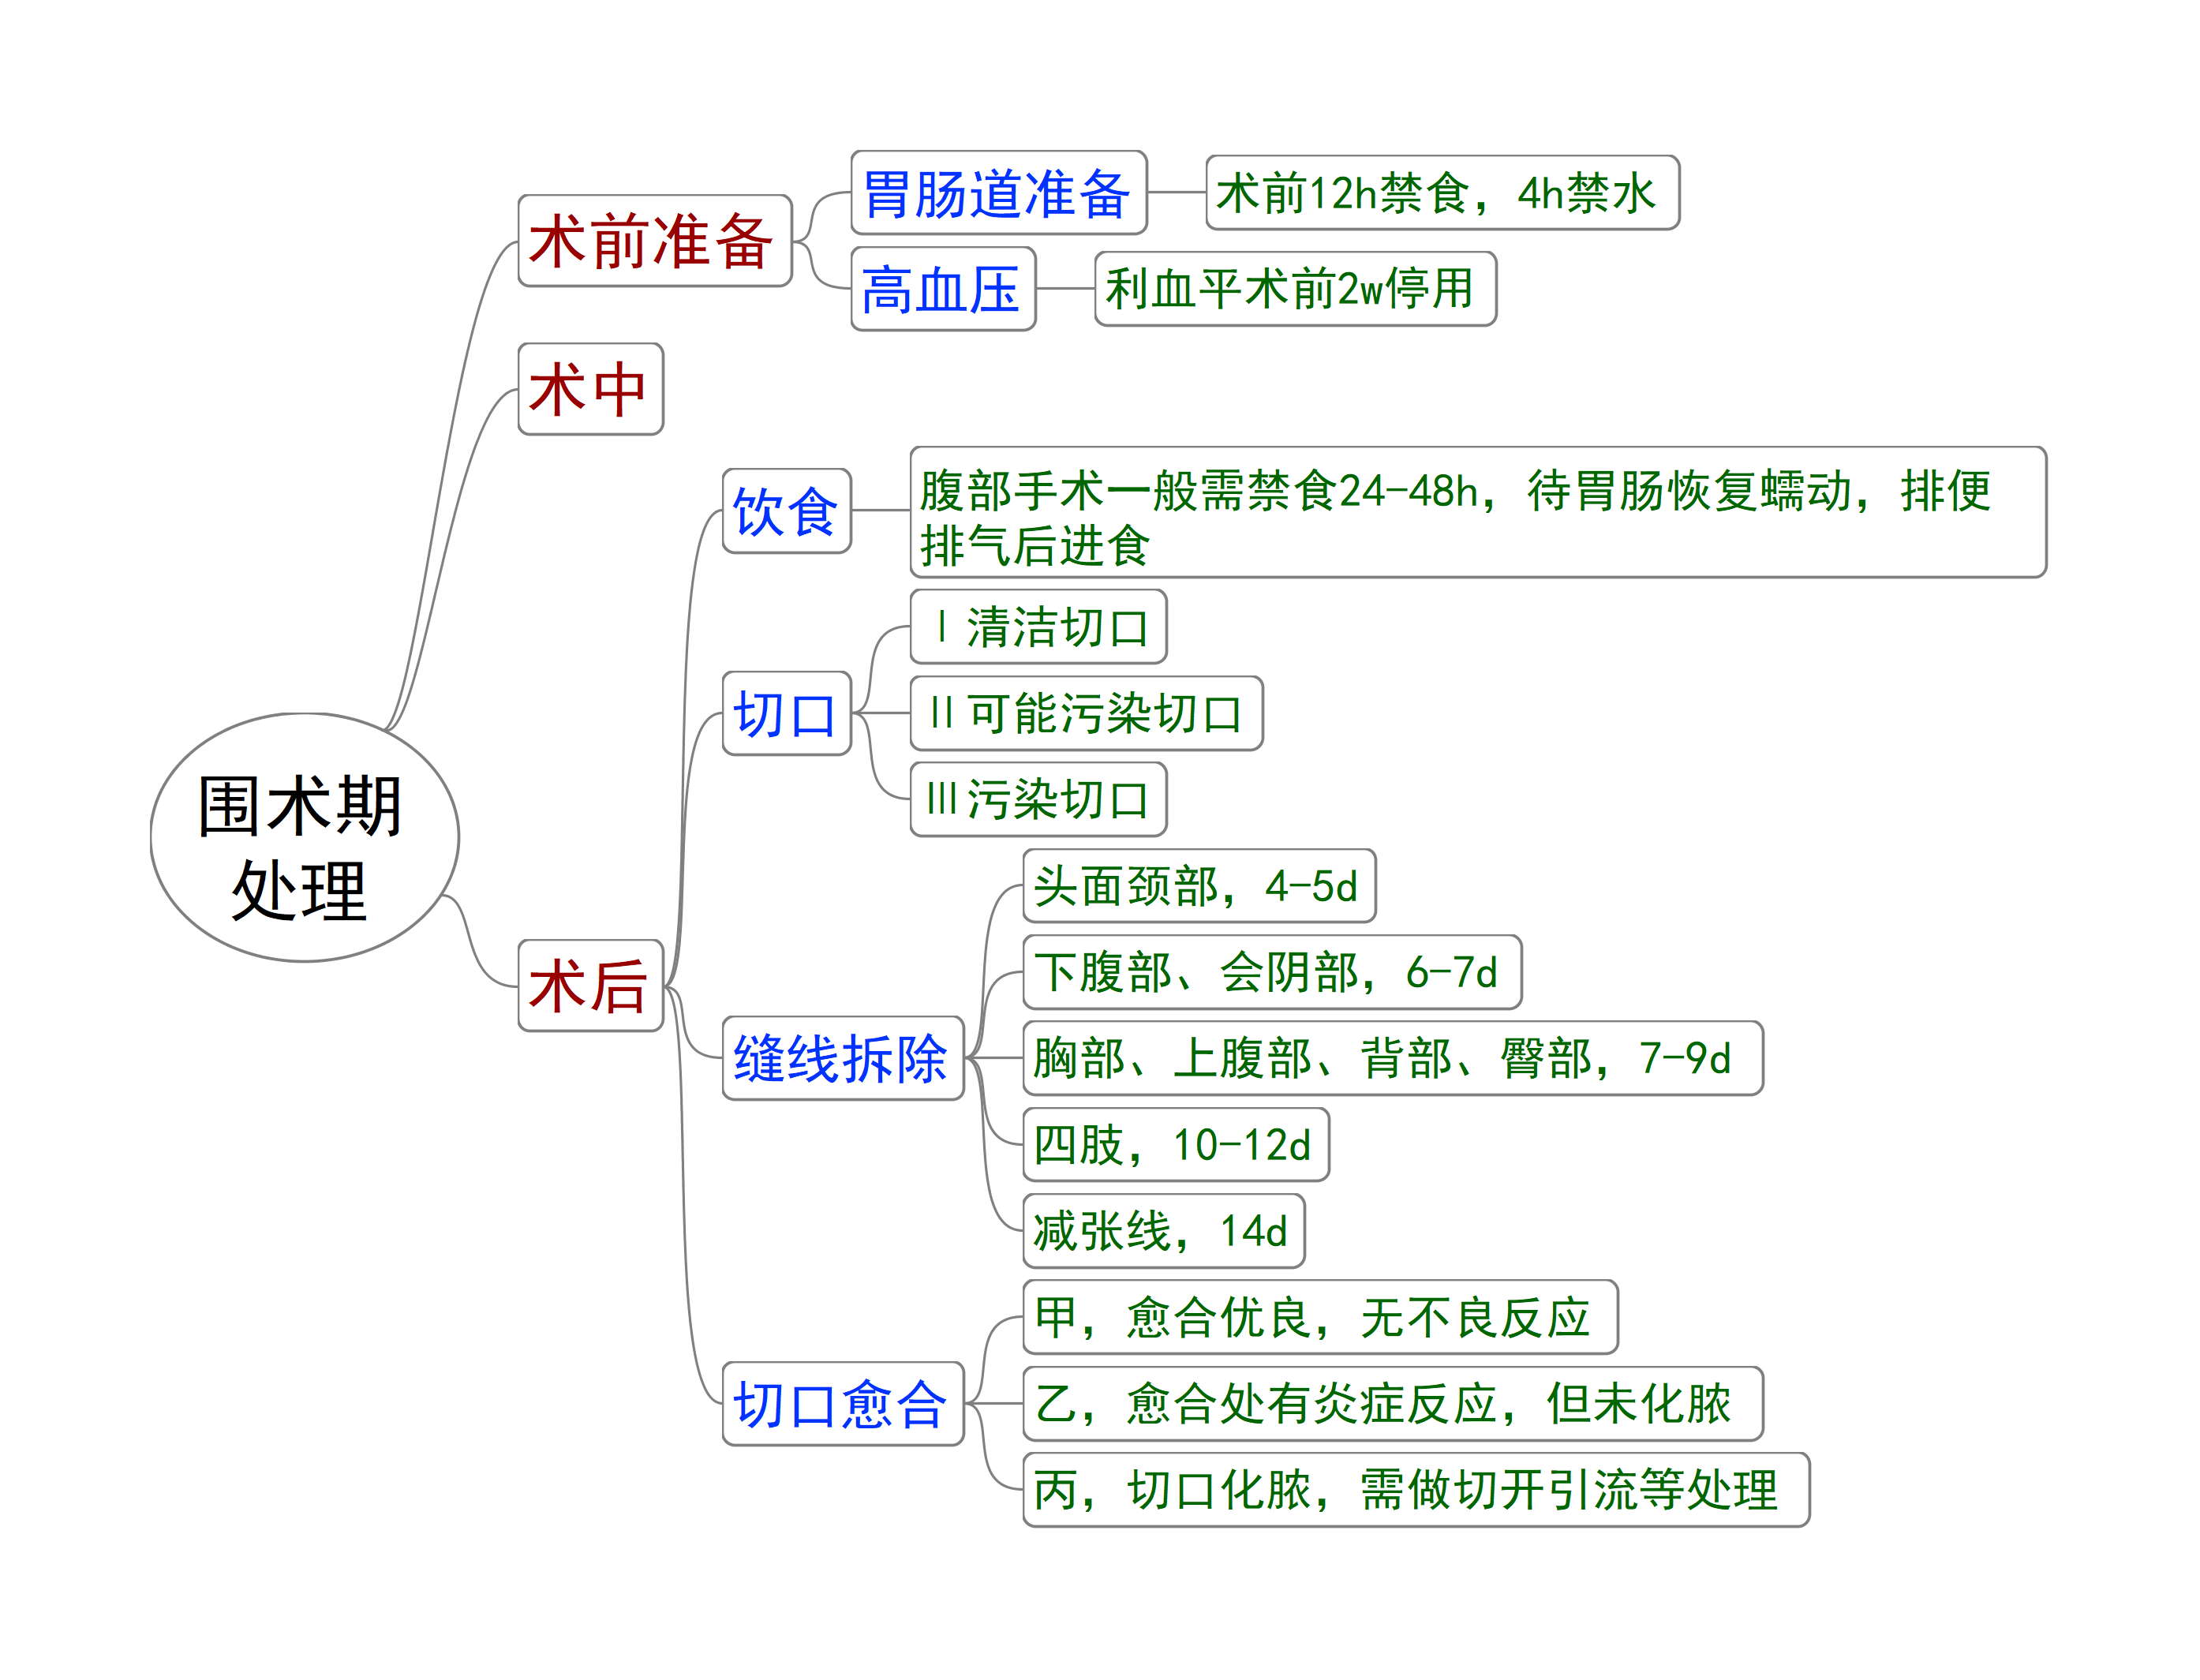 围术期
处理
术前准备
胃肠道准备
术前12h禁食，4h禁水
高血压
利血平术前2w停用
术中
术后
饮食
腹部手术一般需禁食24-48h，待胃肠恢复蠕动，排便
排气后进食
切口
Ⅰ清洁切口
Ⅱ可能污染切口
Ⅲ污染切口
缝线拆除
头面颈部，4-5d
下腹部、会阴部，6-7d
胸部、上腹部、背部、臀部，7-9d
四肢，10-12d
减张线，14d
切口愈合
甲，愈合优良，无不良反应
乙，愈合处有炎症反应，但未化脓
丙，切口化脓，需做切开引流等处理